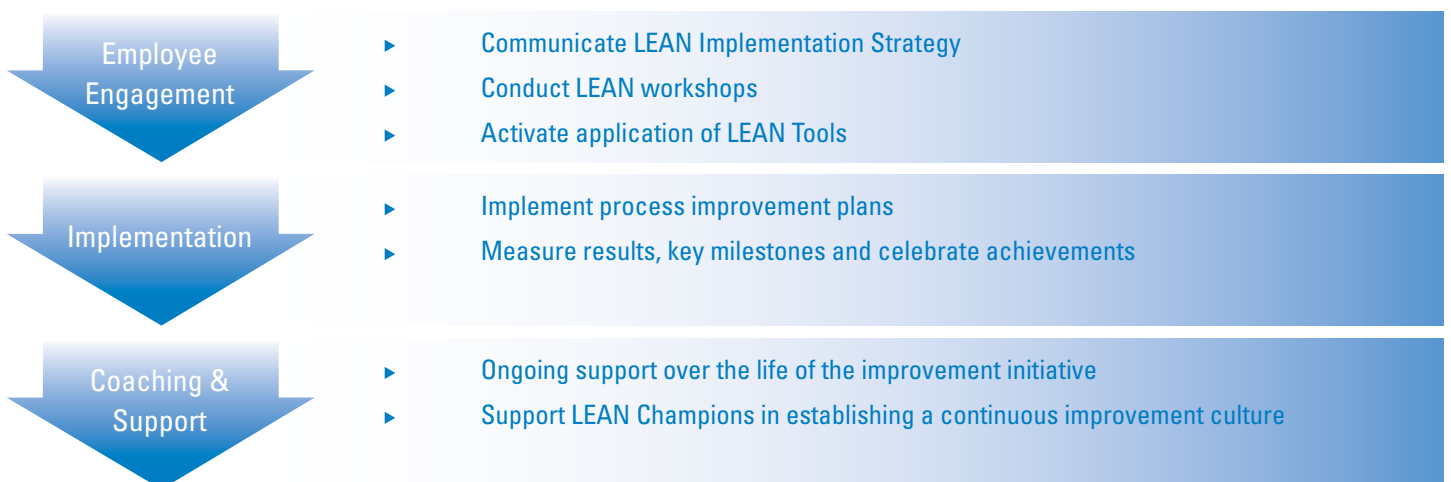 Employee
Engagement
▶ Communicate LEAN Implementation Strategy
▶ Conduct LEAN workshops
▶ Activate application of LEAN Tools
Implementation
▶ Implement process improvement plans
▶ Measure results, key milestones and celebrate achievements
Coaching &
Support
▶ Ongoing support over the life of the improvement initiative
▶ Support LEAN Champions in establishing a continuous improvement culture